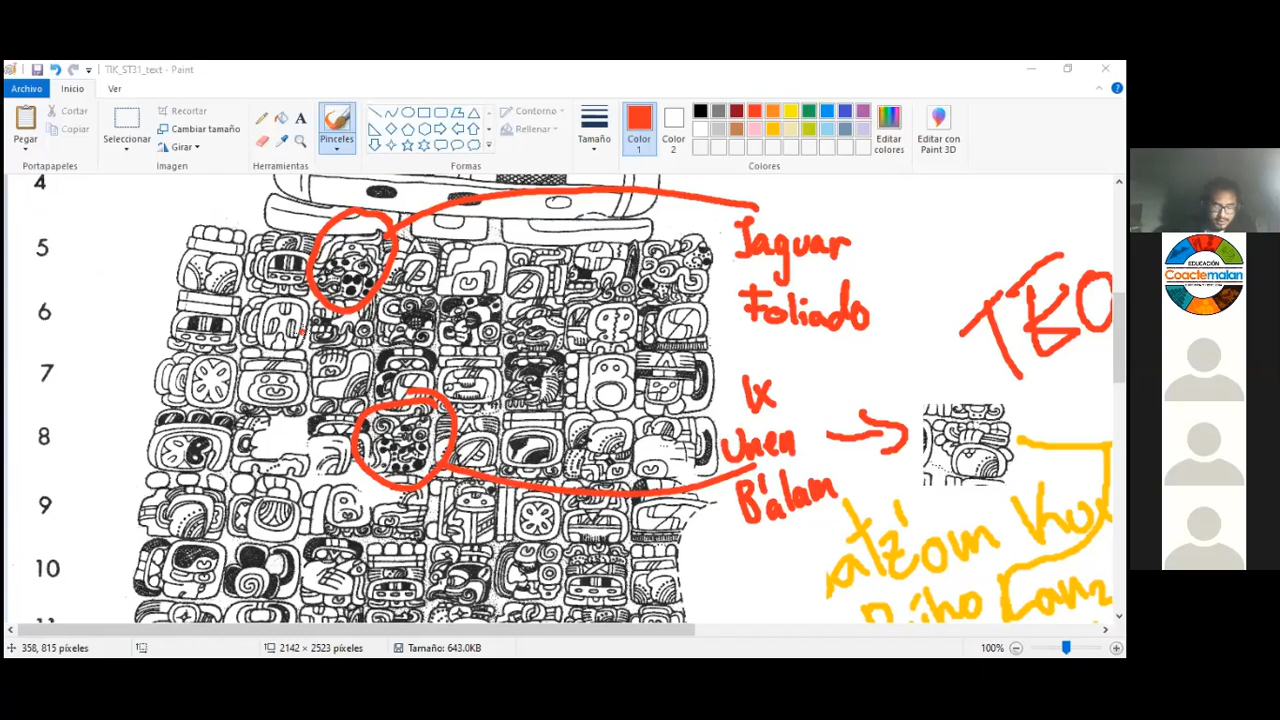 TIK_ST31_text - Paint
Archivo Inicio Ver
Pegar
Cortar
Copiar
Portapapeles
Seleccionar
Recortar
Cambiar tamaño
Girar
Imagen
Herramientas
Pinceles
Contorno
Rellenar
Formas
Tamaño
Color 1
Color 2
Editar colores
Colores
Editar con Paint 3D
4
5
6
7
8
9
10
Jaguar
Foliado
Ix
Unen
B'alam
TEO
atz'om Kux
EDUCACIÓN
Coactemalan
358, 815 píxeles
2142 × 2523 píxeles
Tamaño: 643.0KB
100%